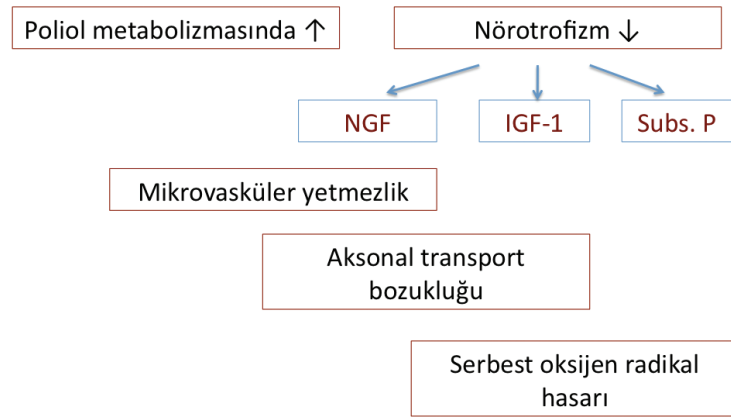 Poliol metabolizmasında ↑
Nörotrofizm ↓
NGF
IGF-1
Subs. P
Mikrovasküler yetmezlik
Aksonal transport
bozukluğu
Serbest oksijen radikal
hasarı